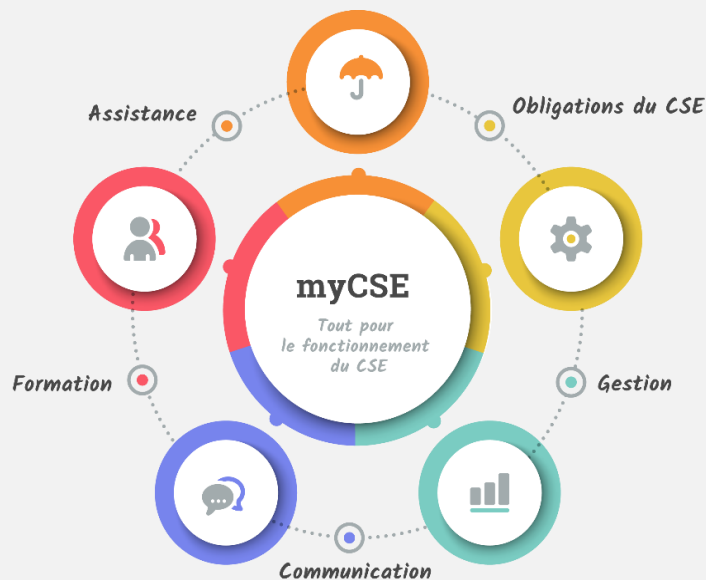 Assistance
Obligations du CSE
myCSE
Tout pour
le fonctionnement
du CSE
Formation
Gestion
Communication